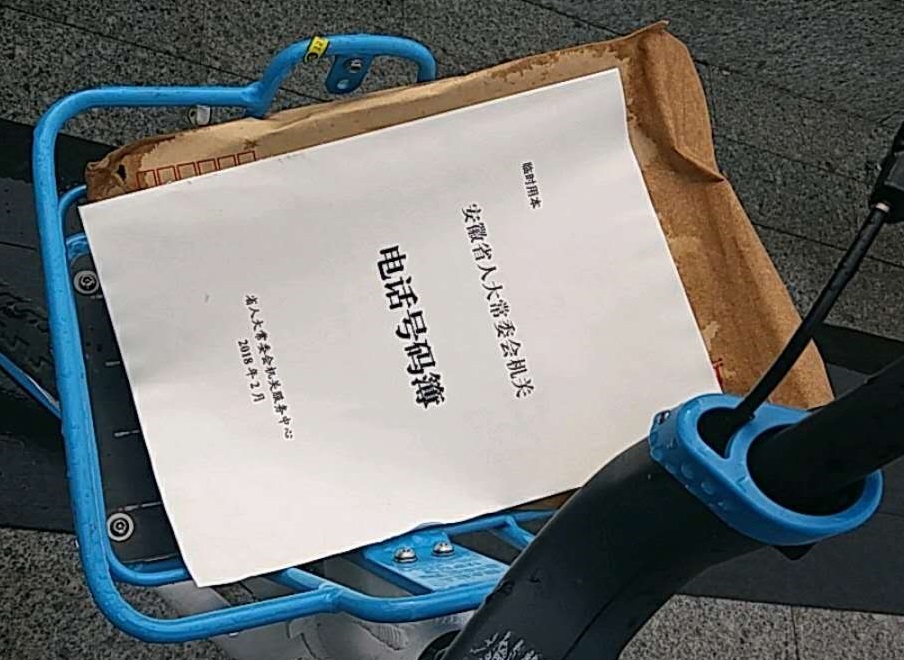 临时用本
安徽省人大常委会机关
电话号码簿
省人大常委会机关服务中心
2018年2月